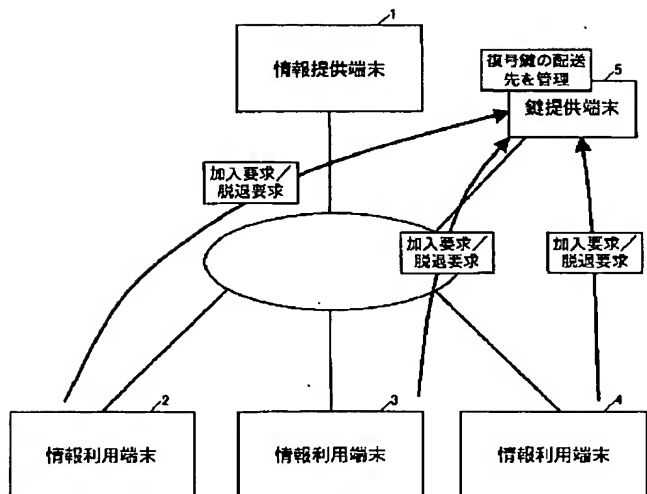 1
情報提供端末
復号鍵の配送
先を管理
5
鍵提供端末
加入要求／
脱退要求
加入要求／
脱退要求
加入要求／
脱退要求
2
情報利用端末
3
情報利用端末
4
情報利用端末